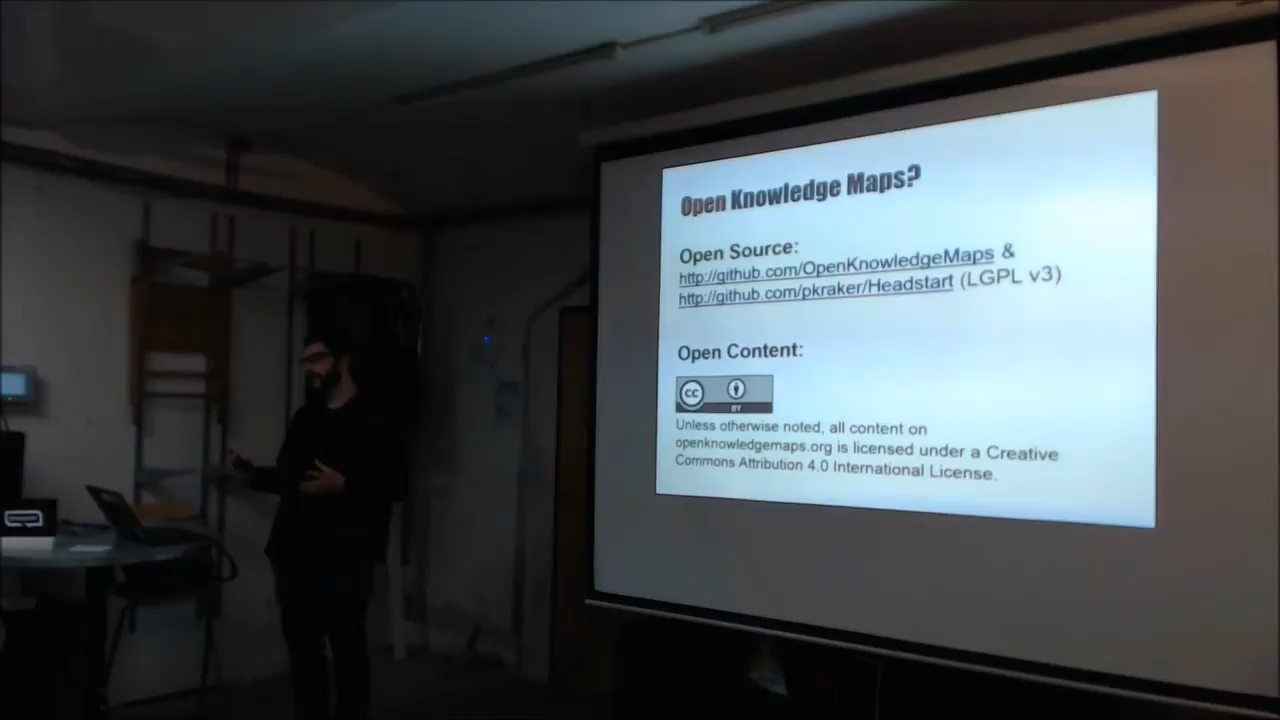 Open Knowledge Maps?
Open Source:
http://github.com/OpenKnowledgeMaps &
http://github.com/pkraker/Headstart (LGPL v3)
Open Content:
cc
BY
Unless otherwise noted, all content on
openknowledgemaps.org is licensed under a Creative
Commons Attribution 4.0 International License.